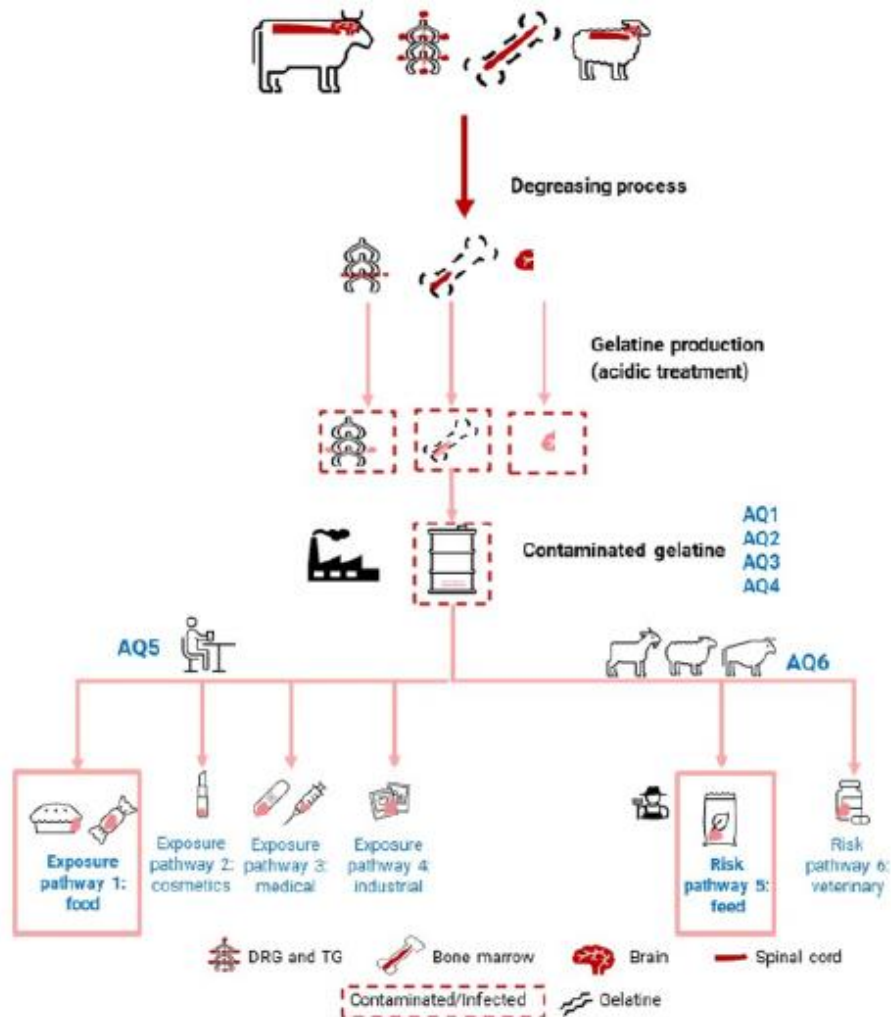 Degreasing process
Gelatine production
(acidic treatment)
Contaminated gelatine
AQ1
AQ2
AQ3
AQ4
AQ5
AQ6
Exposure
pathway 1:
food
Exposure
pathway 2:
cosmetics
Exposure
pathway 3:
medical
Exposure
pathway 4:
industrial
Risk
pathway 5:
feed
Risk
pathway 6:
veterinary
DRG and TG
Bone marrow
Brain
Spinal cord
Contaminated/Infected
Gelatine